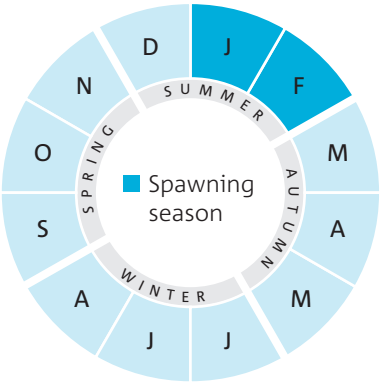 J
F
M
A
M
J
J
A
S
O
N
D
SUMMER
AUTUMN
WINTER
SPRING
Spawning
season